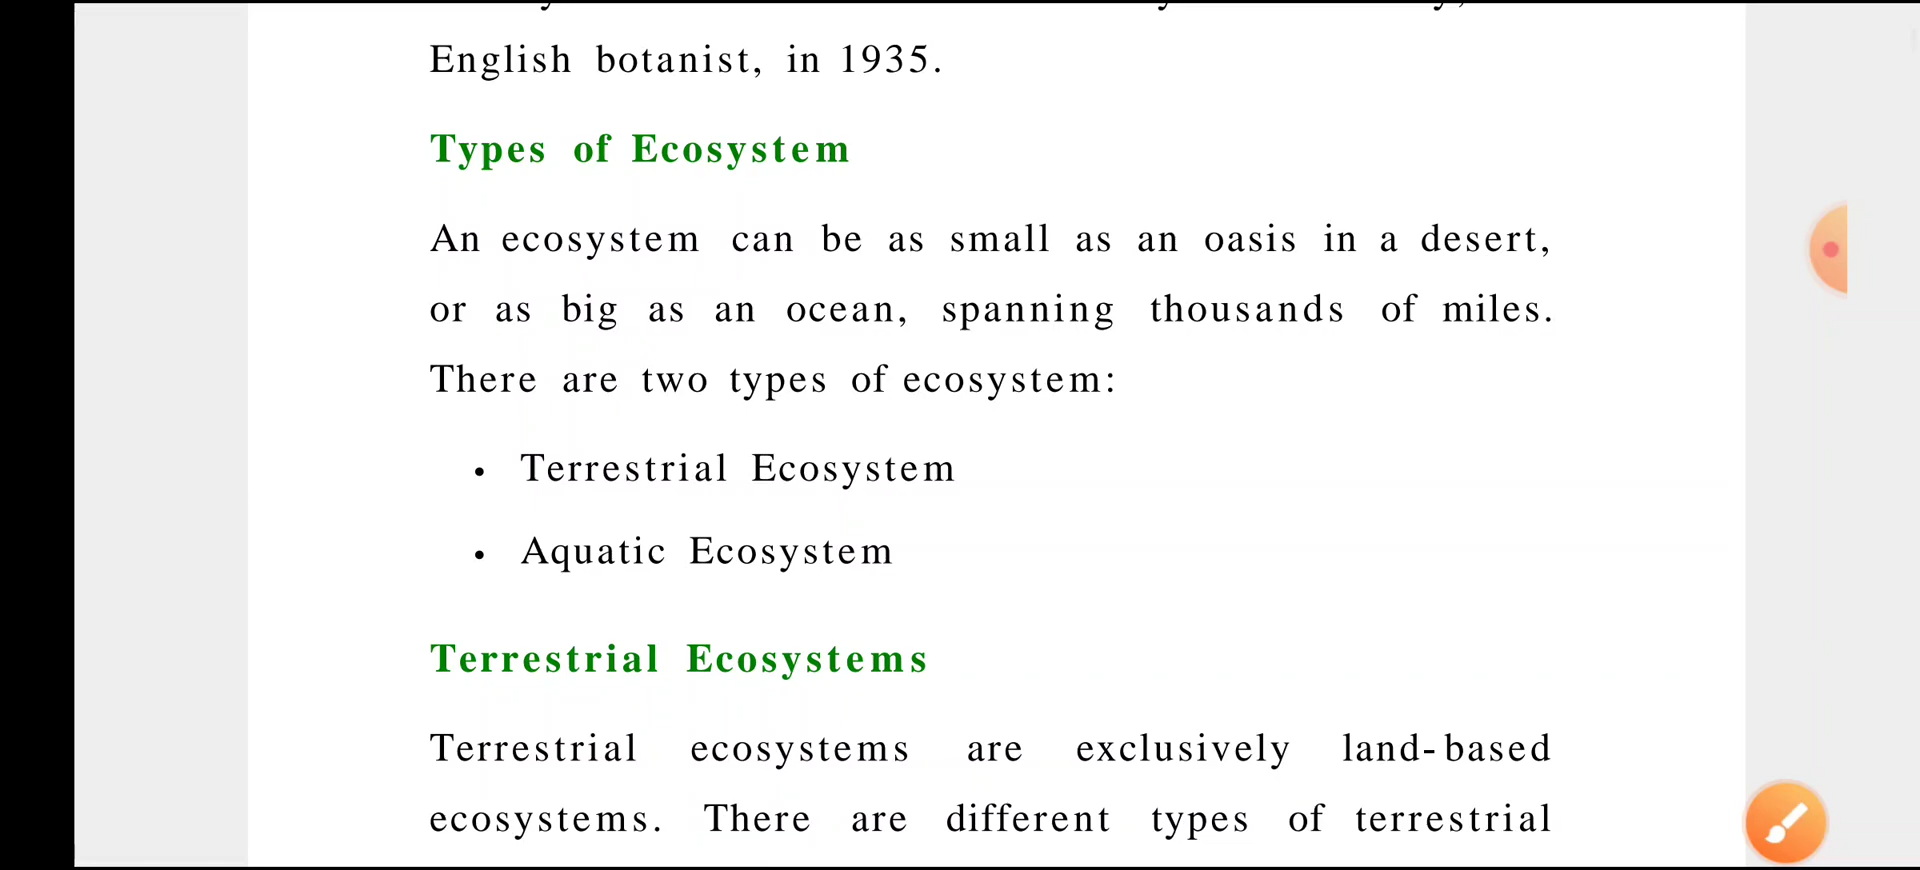 English botanist, in 1935.
Types of Ecosystem
An ecosystem can be as small as an oasis in a desert,
or as big as an ocean, spanning thousands of miles.
There are two types of ecosystem:
• Terrestrial Ecosystem
• Aquatic Ecosystem
Terrestrial Ecosystems
Terrestrial ecosystems are exclusively land-based
ecosystems. There are different types of terrestrial